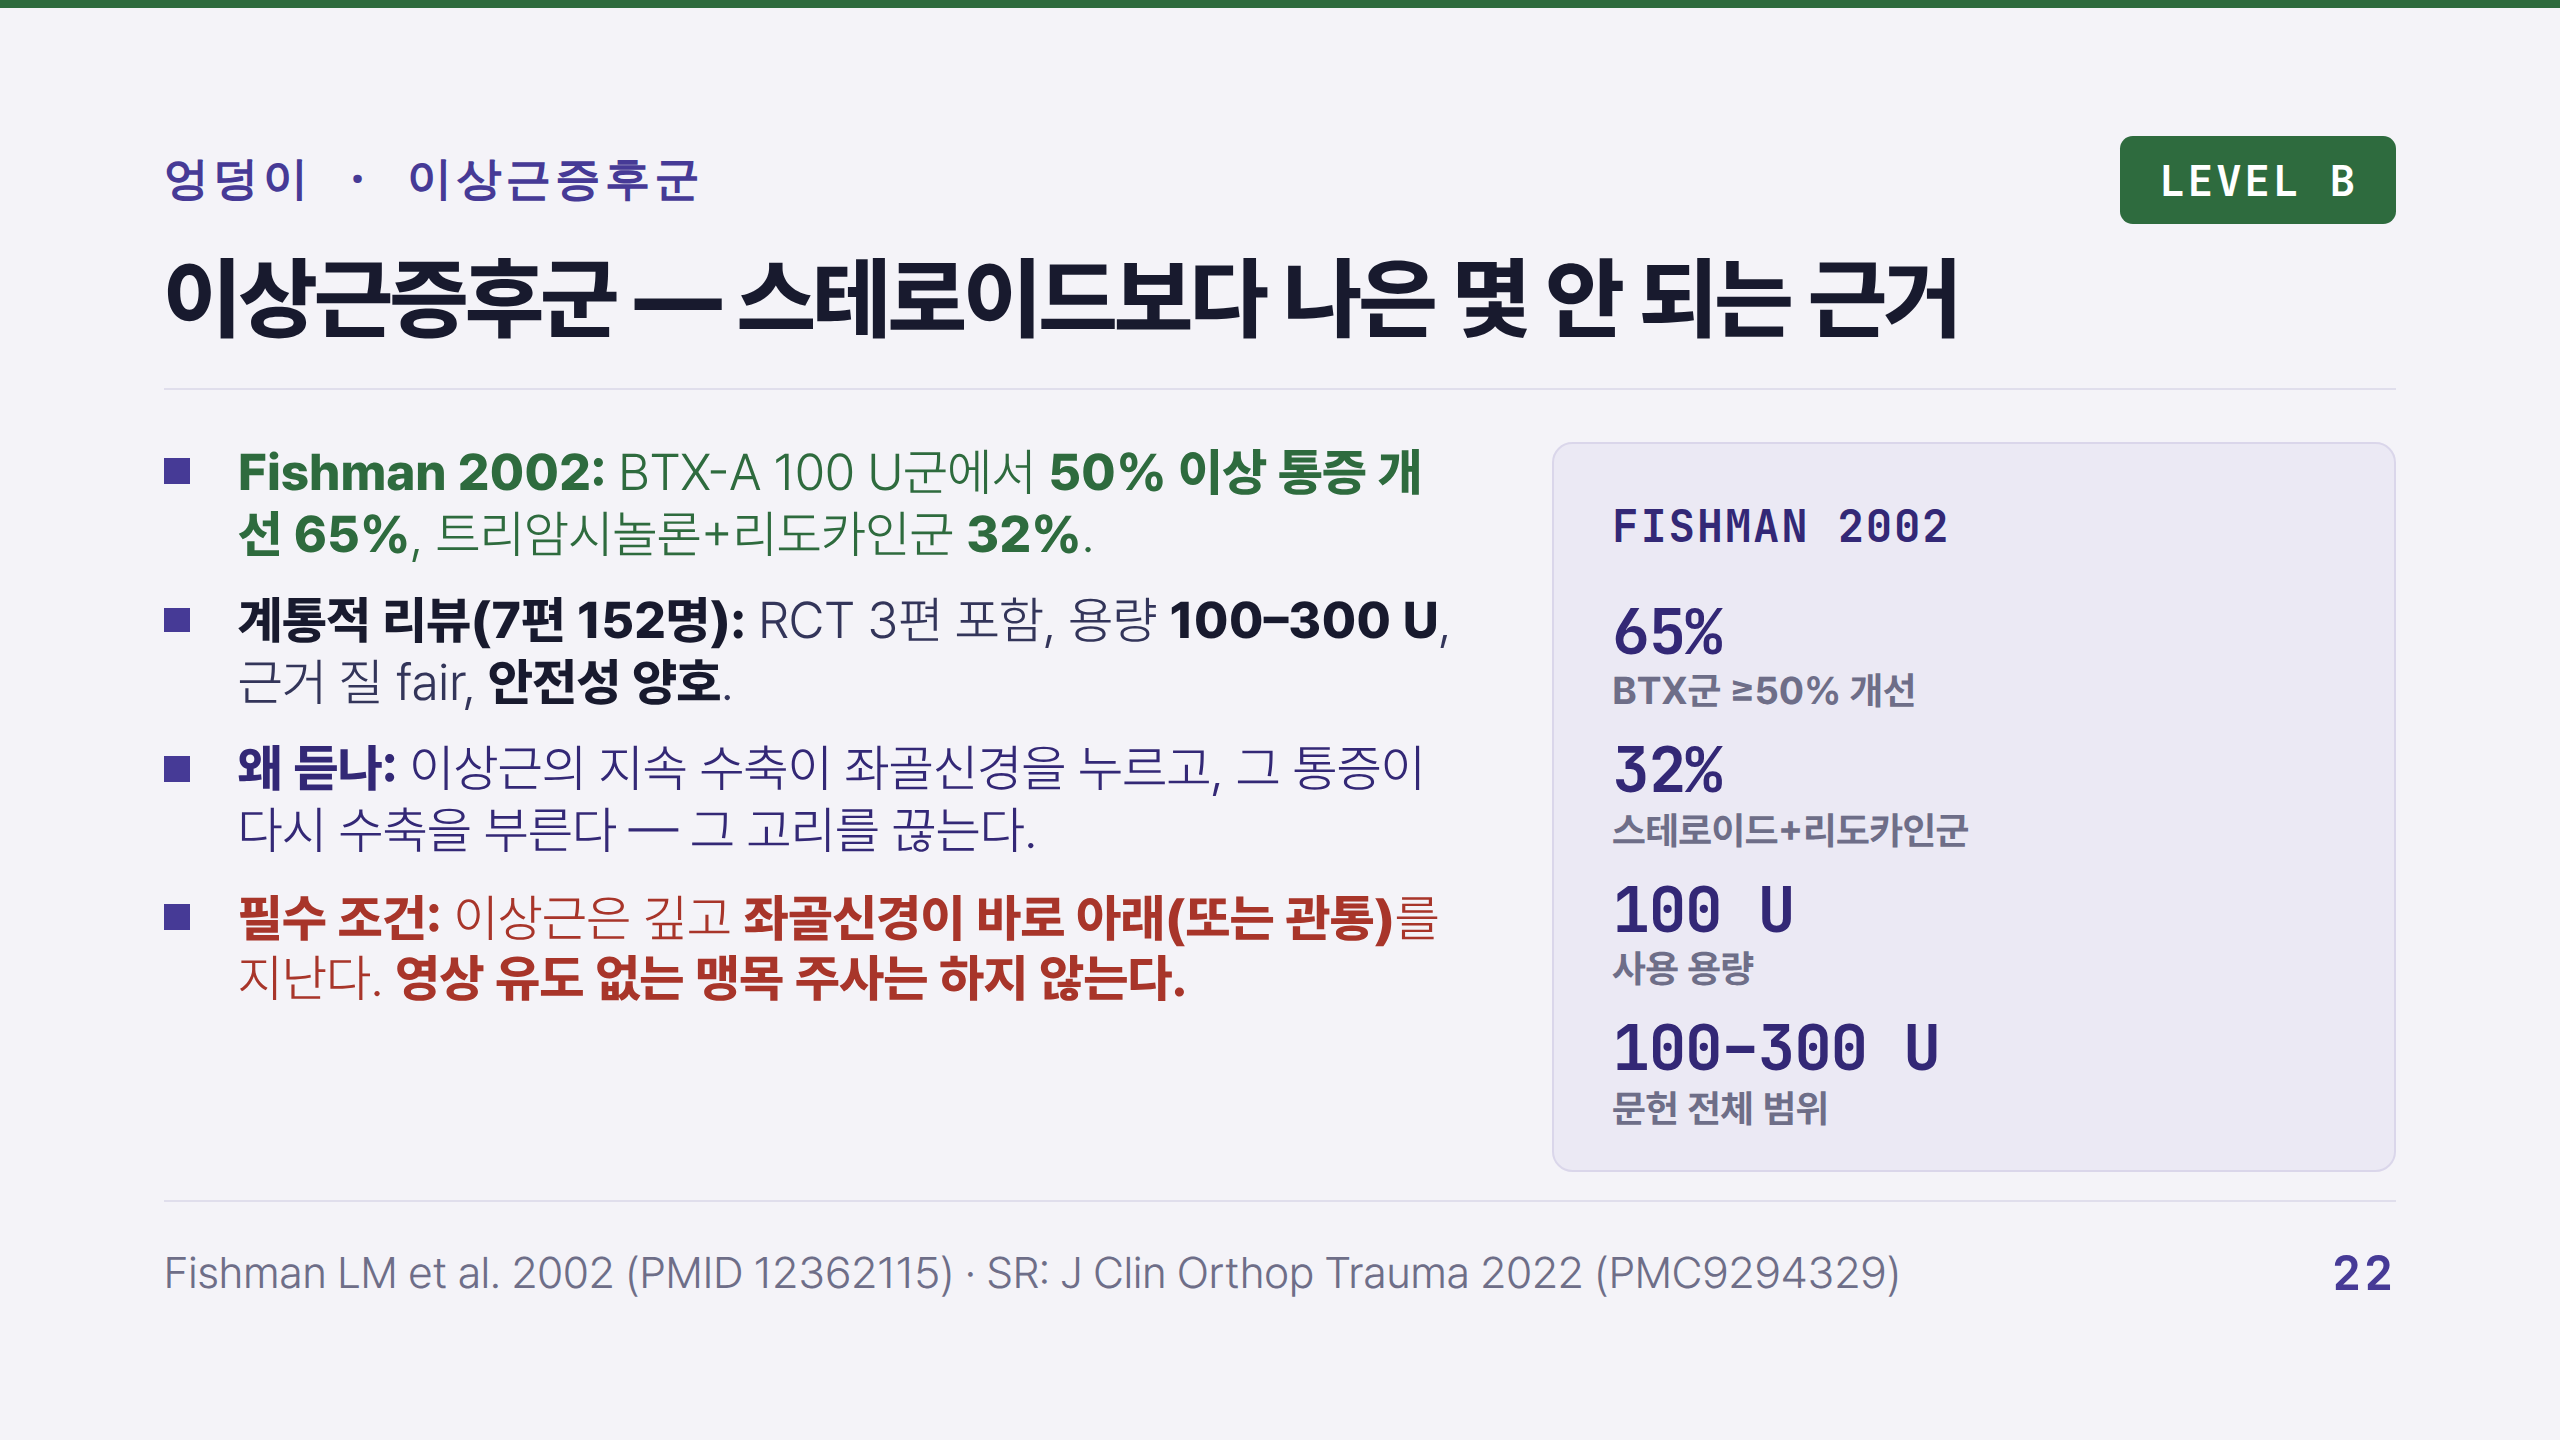 엉덩이 · 이상근증후군
LEVEL B
이상근증후군 — 스테로이드보다 나은 몇 안 되는 근거
Fishman 2002: BTX-A 100 U군에서 50% 이상 통증 개
선 65%, 트리암시놀론+리도카인군 32%.
계통적 리뷰(7편 152명): RCT 3편 포함, 용량 100–300 U,
근거 질 fair, 안전성 양호.
왜 듣나: 이상근의 지속 수축이 좌골신경을 누르고, 그 통증이
다시 수축을 부른다 — 그 고리를 끊는다.
필수 조건: 이상근은 깊고 좌골신경이 바로 아래(또는 관통)를
지난다. 영상 유도 없는 맹목 주사는 하지 않는다.
FISHMAN 2002
65%
BTX군 ≥50% 개선
32%
스테로이드+리도카인군
100 U
사용 용량
100–300 U
문헌 전체 범위
Fishman LM et al. 2002 (PMID 12362115) · SR: J Clin Orthop Trauma 2022 (PMC9294329)
22